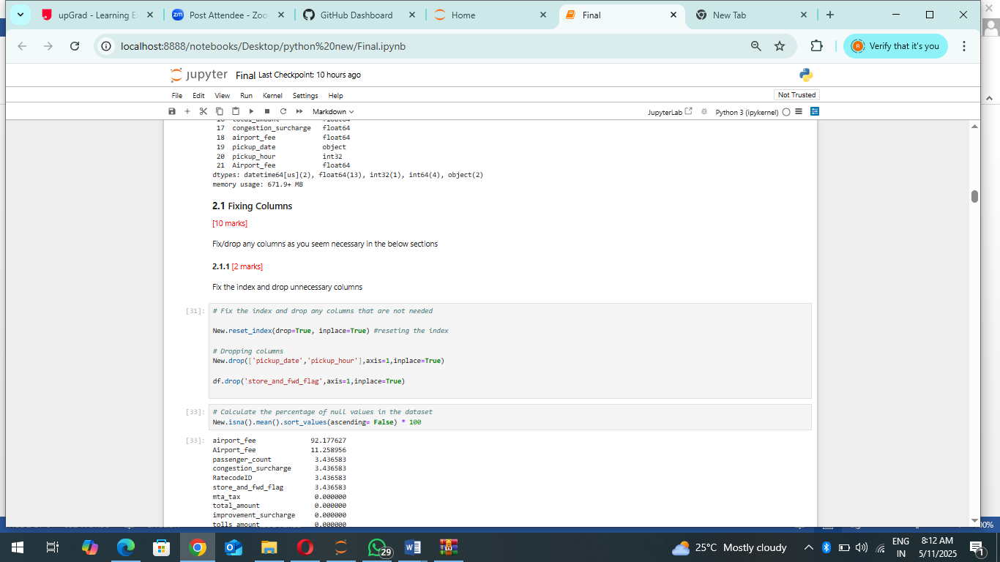 upGrad - Learning E
Post Attendee - Zoo
GitHub Dashboard
Home
Final
New Tab
localhost:8888/notebooks/Desktop/python%20new/Final.ipynb
Verify that it's you
jupyter Final Last Checkpoint: 10 hours ago
File Edit View Run Kernel Settings Help
Not Trusted
Markdown
JupyterLab
Python 3 (ipykernel)
17 congestion_surcharge float64
18 airport_fee float64
19 pickup_date object
20 pickup_hour int32
21 Airport_fee float64
dtypes: datetime64[us](2), float64(13), int32(1), int64(4), object(2)
memory usage: 671.9+ MB
2.1 Fixing Columns
[10 marks]
Fix/drop any columns as you seem necessary in the below sections
2.1.1 [2 marks]
Fix the index and drop unnecessary columns
[31]:
# Fix the index and drop any columns that are not needed
New.reset_index(drop=True, inplace=True) #reseting the index
# Dropping columns
New.drop(['pickup_date','pickup_hour'],axis=1,inplace=True)
df.drop('store_and_fwd_flag',axis=1,inplace=True)
[33]:
# Calculate the percentage of null values in the dataset
New.isna().mean().sort_values(ascending= False) * 100
[33]:
airport_fee 92.177627
Airport_fee 11.258956
passenger_count 3.436583
congestion_surcharge 3.436583
RatecodeID 3.436583
store_and_fwd_flag 3.436583
mta_tax 0.000000
total_amount 0.000000
improvement_surcharge 0.000000
tolls_amount 0.000000
29
25°C Mostly cloudy
ENG
IN
8:12 AM
5/11/2025
1